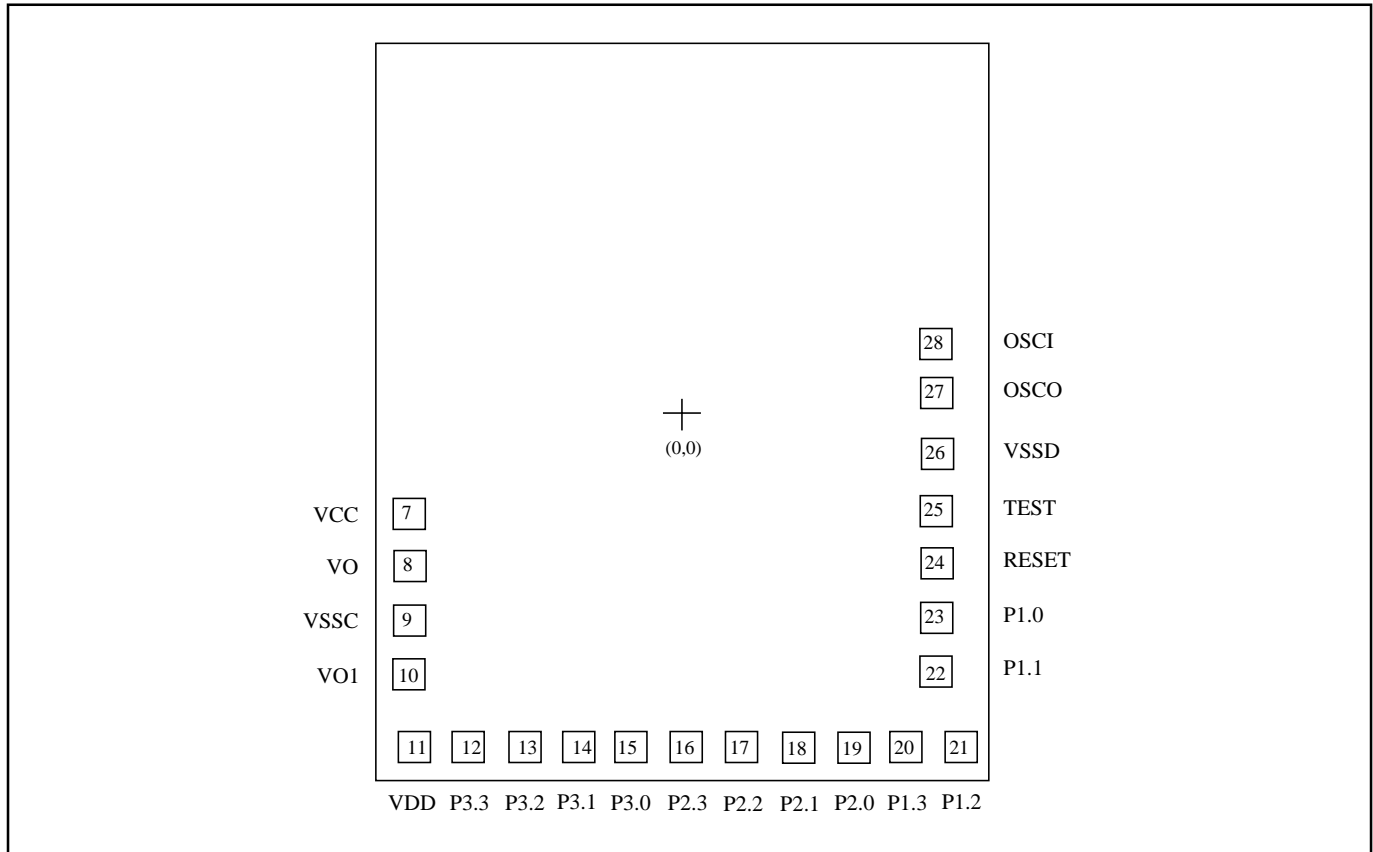 28 OSCI
27 OSCO
(0,0)
26 VSSD
VCC 7
25 TEST
VO 8
24 RESET
VSSC 9
23 P1.0
VO1 10
22 P1.1
11 12 13 14 15 16 17 18 19 20 21
VDD P3.3 P3.2 P3.1 P3.0 P2.3 P2.2 P2.1 P2.0 P1.3 P1.2